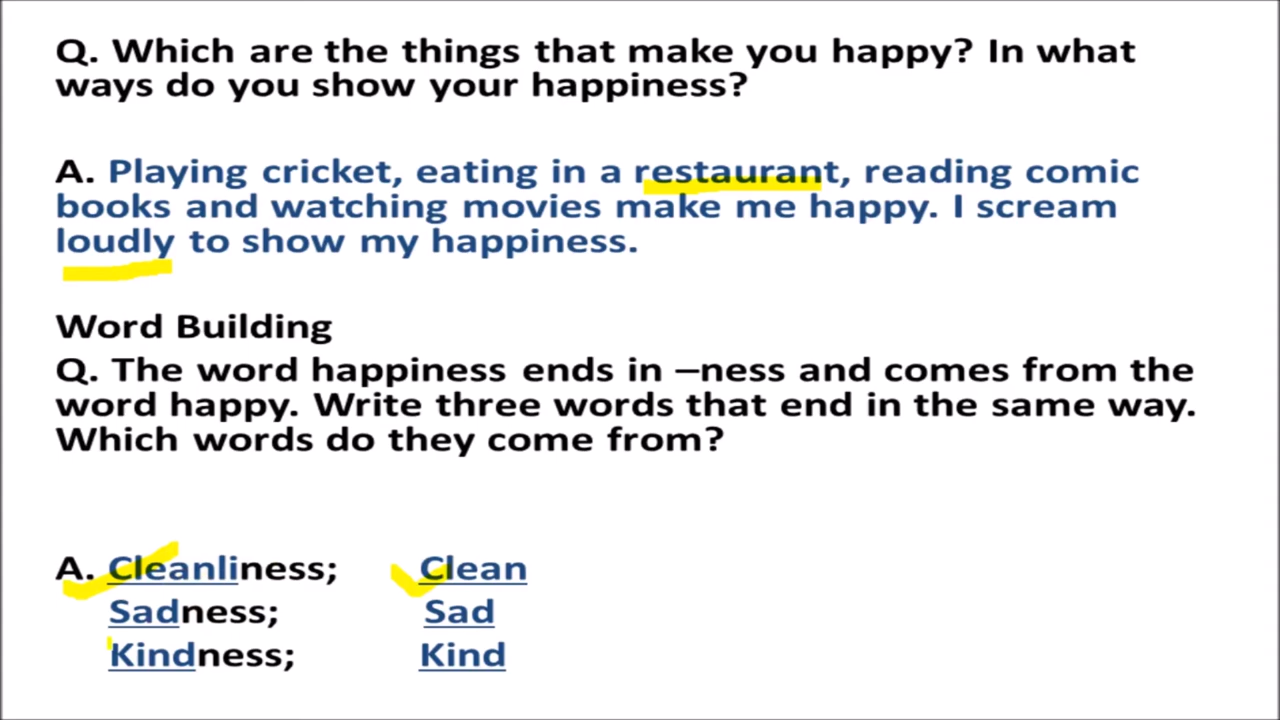 Q. Which are the things that make you happy? In what
ways do you show your happiness?
A. Playing cricket, eating in a restaurant, reading comic
books and watching movies make me happy. I scream
loudly to show my happiness.
Word Building
Q. The word happiness ends in –ness and comes from the
word happy. Write three words that end in the same way.
Which words do they come from?
A. Cleanliness; Clean
Sadness; Sad
Kindness; Kind